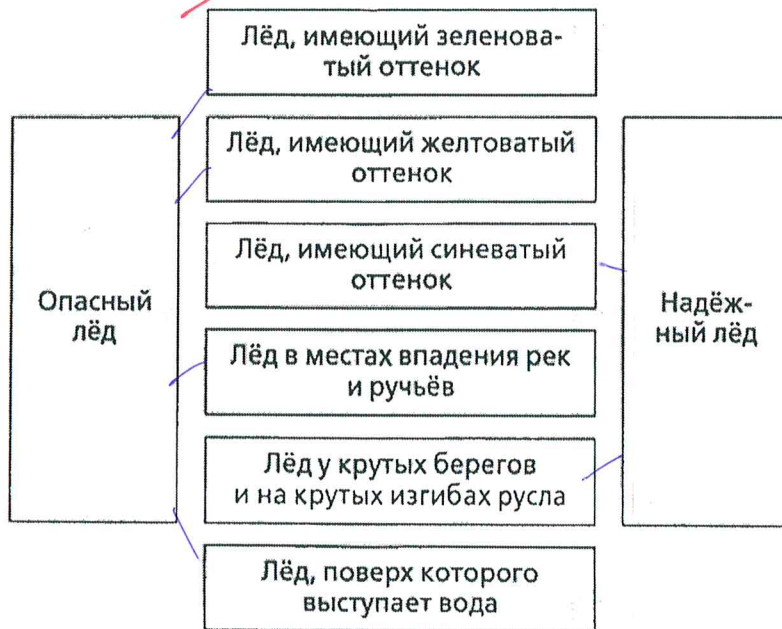 Лёд, имеющий зеленова-
тый оттенок
Лёд, имеющий желтоватый
оттенок
Лёд, имеющий синеватый
оттенок
Опасный
лёд
Надёж-
ный лёд
Лёд в местах впадения рек
и ручьёв
Лёд у крутых берегов
и на крутых изгибах русла
Лёд, поверх которого
выступает вода